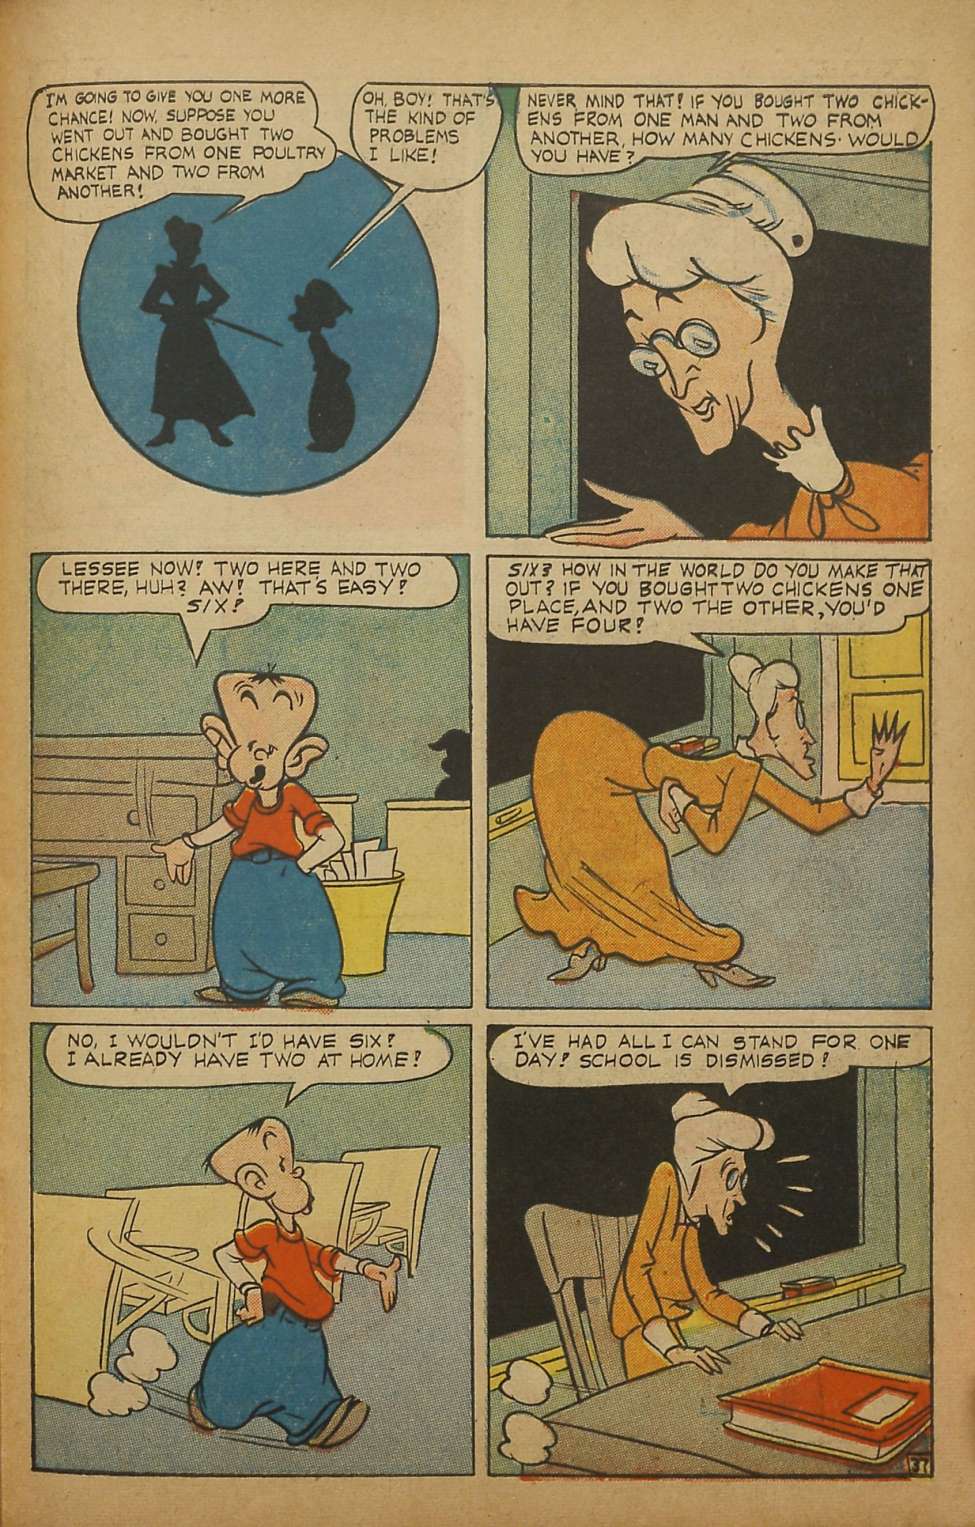 I'M GOING TO GIVE YOU ONE MORE
CHANCE! NOW, SUPPOSE YOU
WENT OUT AND BOUGHT TWO
CHICKENS FROM ONE POULTRY
MARKET AND TWO FROM
ANOTHER!
OH, BOY! THAT'S
THE KIND OF
PROBLEMS
I LIKE!
NEVER MIND THAT! IF YOU BOUGHT TWO CHICK-
ENS FROM ONE MAN AND TWO FROM
ANOTHER, HOW MANY CHICKENS WOULD
YOU HAVE?
LESSEE NOW! TWO HERE AND TWO
THERE, HUH? AW! THAT'S EASY!
SIX!
SIX? HOW IN THE WORLD DO YOU MAKE THAT
OUT? IF YOU BOUGHT TWO CHICKENS ONE
PLACE, AND TWO THE OTHER, YOU'D
HAVE FOUR!
NO, I WOULDN'T I'D HAVE SIX!
I ALREADY HAVE TWO AT HOME!
I'VE HAD ALL I CAN STAND FOR ONE
DAY! SCHOOL IS DISMISSED!
37